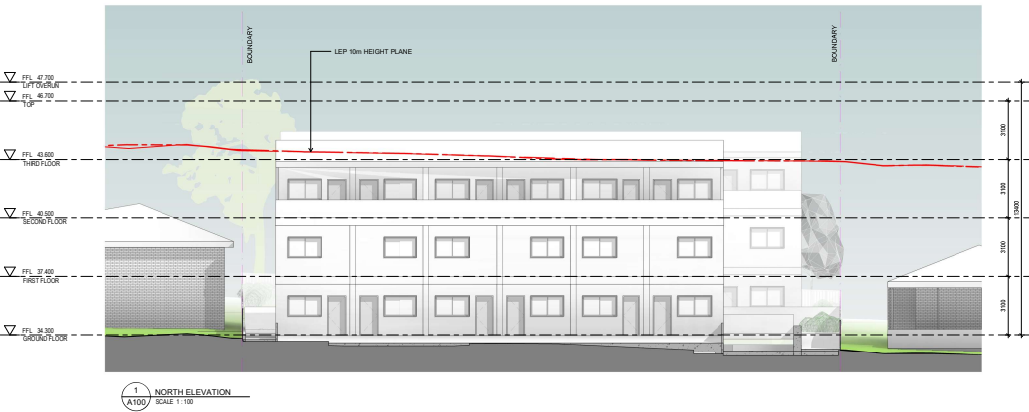 BOUNDARY
BOUNDARY
LEP 10m HEIGHT PLANE
FFL 47.700
LIFT OVERUN
FFL 46.700
TOP
3100
FFL 43.600
THIRD FLOOR
3100
13400
FFL 40.500
SECOND FLOOR
3100
FFL 37.400
FIRST FLOOR
3100
FFL 34.300
GROUND FLOOR
1
A100
NORTH ELEVATION
SCALE 1 : 100